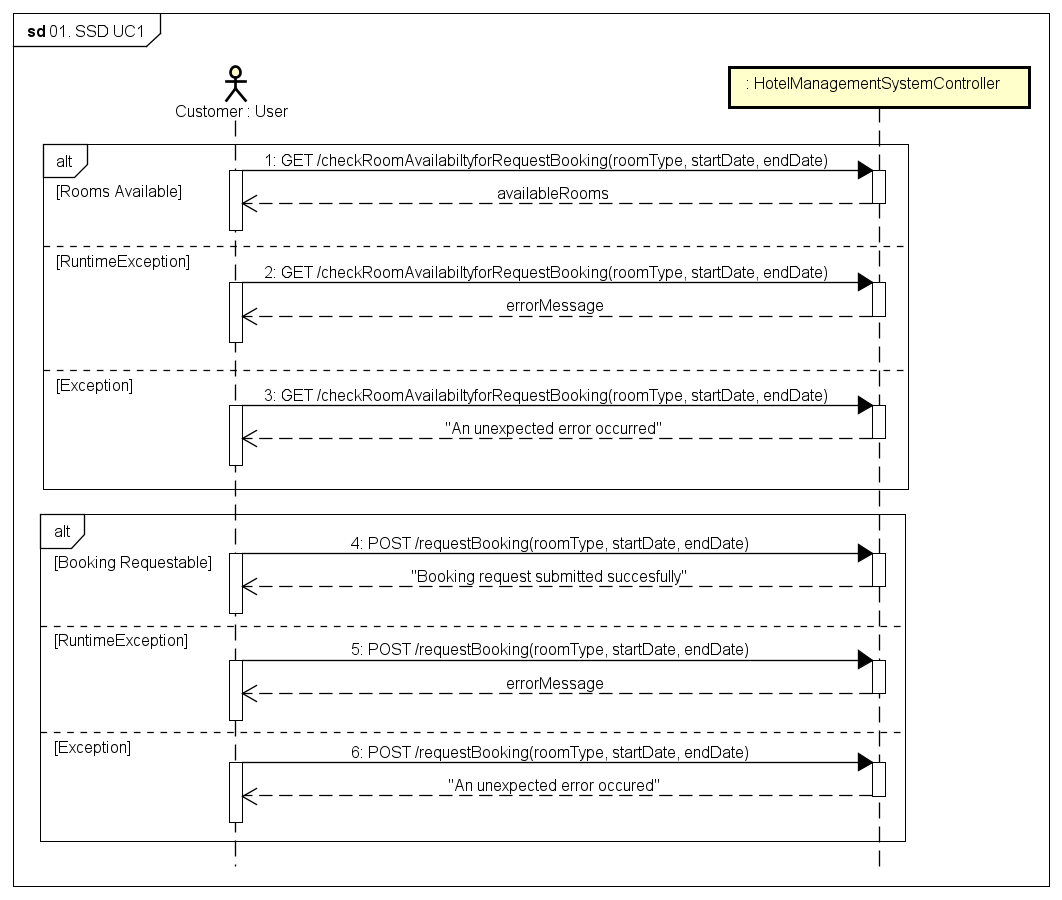 sd 01. SSD UC1
Customer : User
: HotelManagementSystemController
alt
1: GET /checkRoomAvailabiltyforRequestBooking(roomType, startDate, endDate)
[Rooms Available]
availableRooms
[RuntimeException]
2: GET /checkRoomAvailabiltyforRequestBooking(roomType, startDate, endDate)
errorMessage
[Exception]
3: GET /checkRoomAvailabiltyforRequestBooking(roomType, startDate, endDate)
"An unexpected error occurred"
alt
4: POST /requestBooking(roomType, startDate, endDate)
[Booking Requestable]
"Booking request submitted succesfully"
[RuntimeException]
5: POST /requestBooking(roomType, startDate, endDate)
errorMessage
[Exception]
6: POST /requestBooking(roomType, startDate, endDate)
"An unexpected error occured"